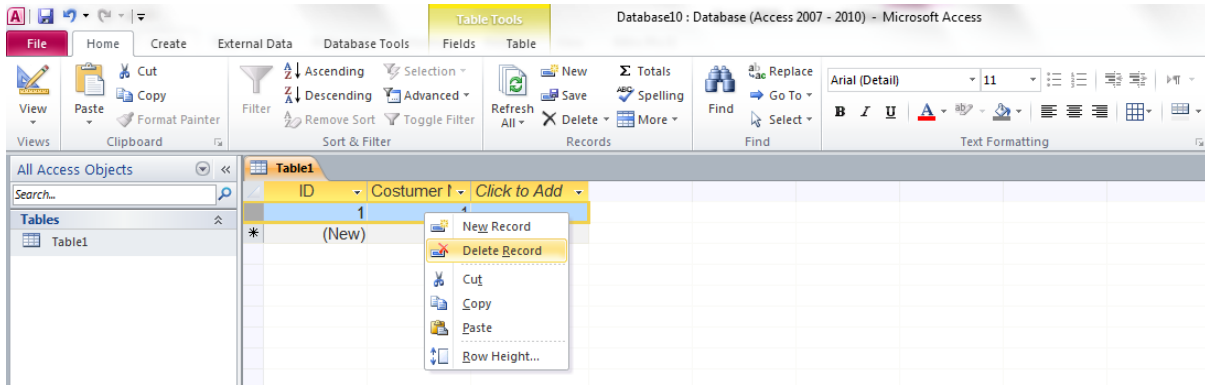 A
Table Tools
Database10 : Database (Access 2007 - 2010) - Microsoft Access
File Home Create External Data Database Tools Fields Table
View
Views
Paste
Cut
Copy
Format Painter
Clipboard
Filter
Ascending
Descending
Remove Sort
Selection
Advanced
Toggle Filter
Sort & Filter
Refresh
All
New
Save
Delete
Totals
Spelling
More
Records
Find
Replace
Go To
Select
Find
Arial (Detail) 11
B I U A
Text Formatting
All Access Objects
Search...
Tables
Table1
Table1
ID Costumer Click to Add
1 1
(New)
New Record
Delete Record
Cut
Copy
Paste
Row Height...